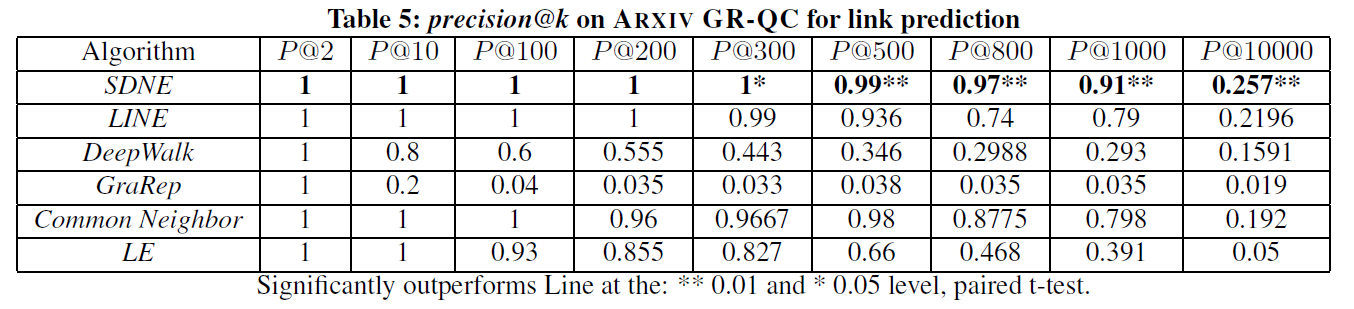 Table 5: precision@k on ARXIV GR-QC for link prediction
Algorithm P@2 P@10 P@100 P@200 P@300 P@500 P@800 P@1000 P@10000
SDNE 1 1 1 1 1* 0.99** 0.97** 0.91** 0.257**
LINE 1 1 1 1 0.99 0.936 0.74 0.79 0.2196
DeepWalk 1 0.8 0.6 0.555 0.443 0.346 0.2988 0.293 0.1591
GraRep 1 0.2 0.04 0.035 0.033 0.038 0.035 0.035 0.019
Common Neighbor 1 1 1 0.96 0.9667 0.98 0.8775 0.798 0.192
LE 1 1 0.93 0.855 0.827 0.66 0.468 0.391 0.05
Significantly outperforms Line at the: ** 0.01 and * 0.05 level, paired t-test.